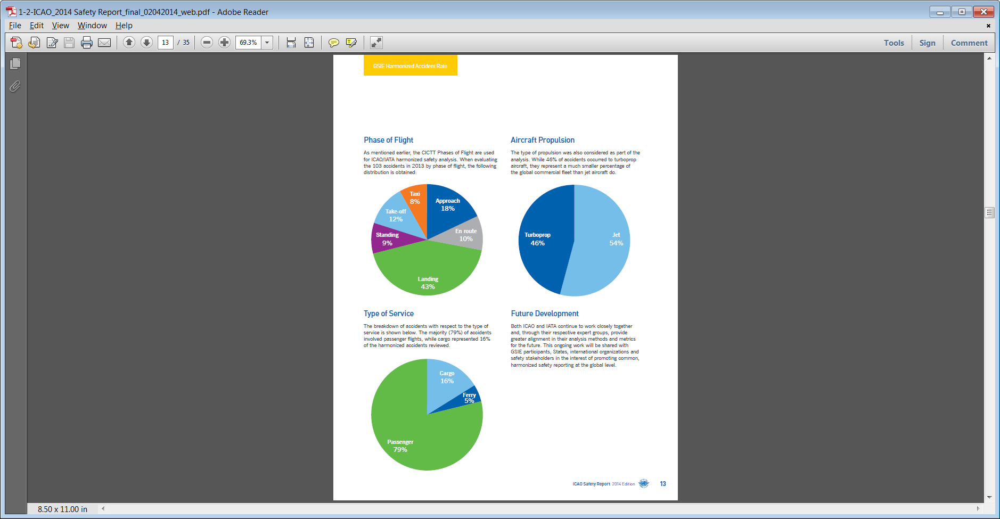 1-2-ICAO_2014 Safety Report_final_02042014_web.pdf - Adobe Reader
File Edit View Window Help
13 / 35 69.3% Tools Sign Comment
GSIE Harmonized Accident Rate
Phase of Flight
As mentioned earlier, the CICTT Phases of Flight are used
for ICAO/IATA harmonized safety analysis. When evaluating
the 103 accidents in 2013 by phase of flight, the following
distribution is obtained:
Taxi
8%
Approach
18%
Take-off
12%
En route
10%
Standing
9%
Landing
43%
Aircraft Propulsion
The type of propulsion was also considered as part of the
analysis. While 46% of accidents occurred to turboprop
aircraft, they represent a much smaller percentage of
the global commercial fleet than jet aircraft do.
Turboprop
46%
Jet
54%
Type of Service
The breakdown of accidents with respect to the type of
service is shown below. The majority (79%) of accidents
involved passenger flights, while cargo represented 16%
of the harmonized accidents reviewed.
Cargo
16%
Ferry
5%
Passenger
79%
Future Development
Both ICAO and IATA continue to work closely together
and, through their respective expert groups, provide
greater alignment in their analysis methods and metrics
for the future. This ongoing work will be shared with
GSIE participants, States, international organizations and
safety stakeholders in the interest of promoting common,
harmonized safety reporting at the global level.
ICAO Safety Report 2014 Edition 13
8.50 x 11.00 in